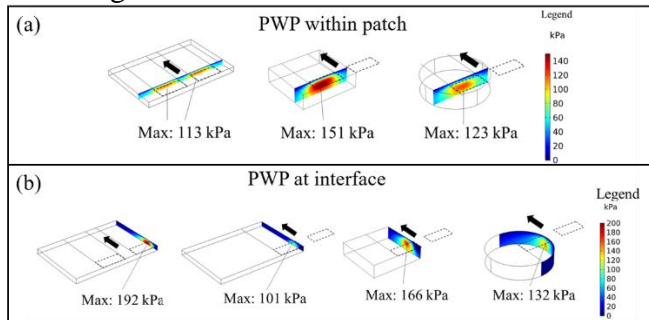 (a)
PWP within patch
Legend
kPa
140
120
100
80
60
40
20
0
Max: 113 kPa
Max: 151 kPa
Max: 123 kPa
(b)
PWP at interface
Legend
kPa
200
180
160
140
120
100
80
60
40
20
0
Max: 192 kPa
Max: 101 kPa
Max: 166 kPa
Max: 132 kPa